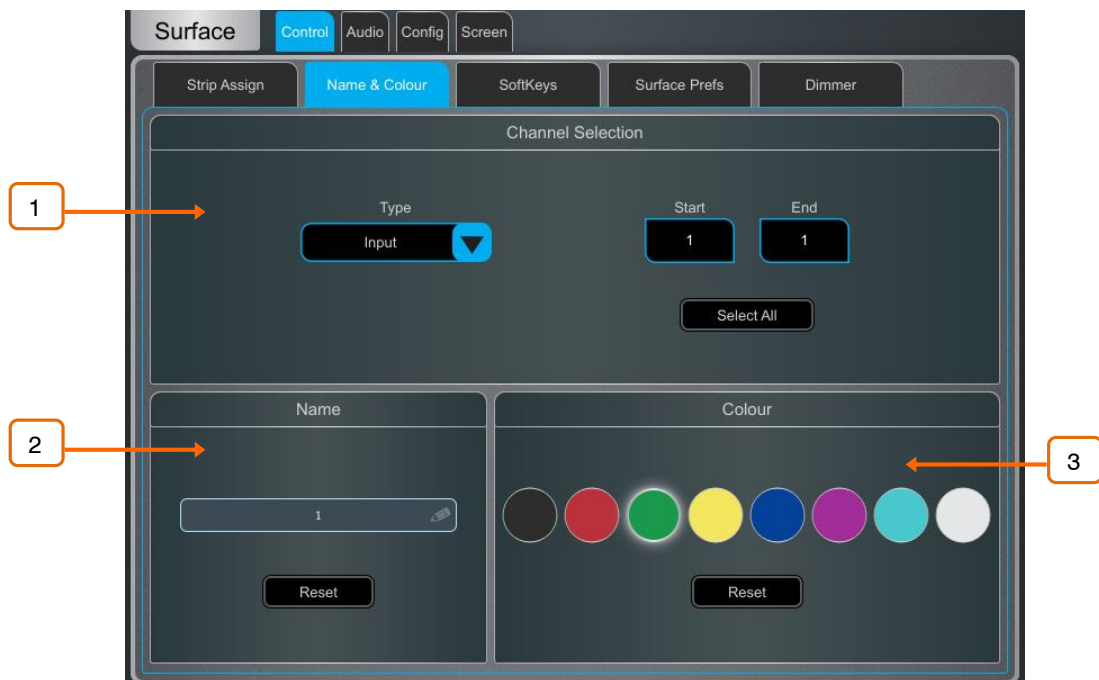 Surface
Control Audio Config Screen
Strip Assign Name & Colour SoftKeys Surface Prefs Dimmer
Channel Selection
1
Type Start End
Input 1 1
Select All
Name Colour
2
3
1
Reset Reset